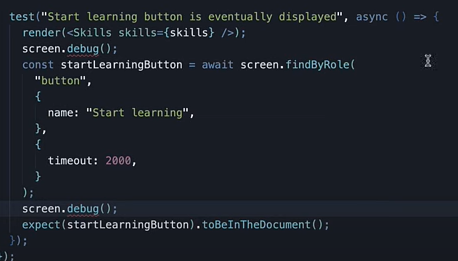 test("Start learning button is eventually displayed", async () => {
render(<Skills skills={skills} />);
screen.debug();
const startLearningButton = await screen.findByRole(
"button",
{
name: "Start learning",
},
{
timeout: 2000,
}
);
screen.debug();
expect(startLearningButton).toBeInTheDocument();
});
);